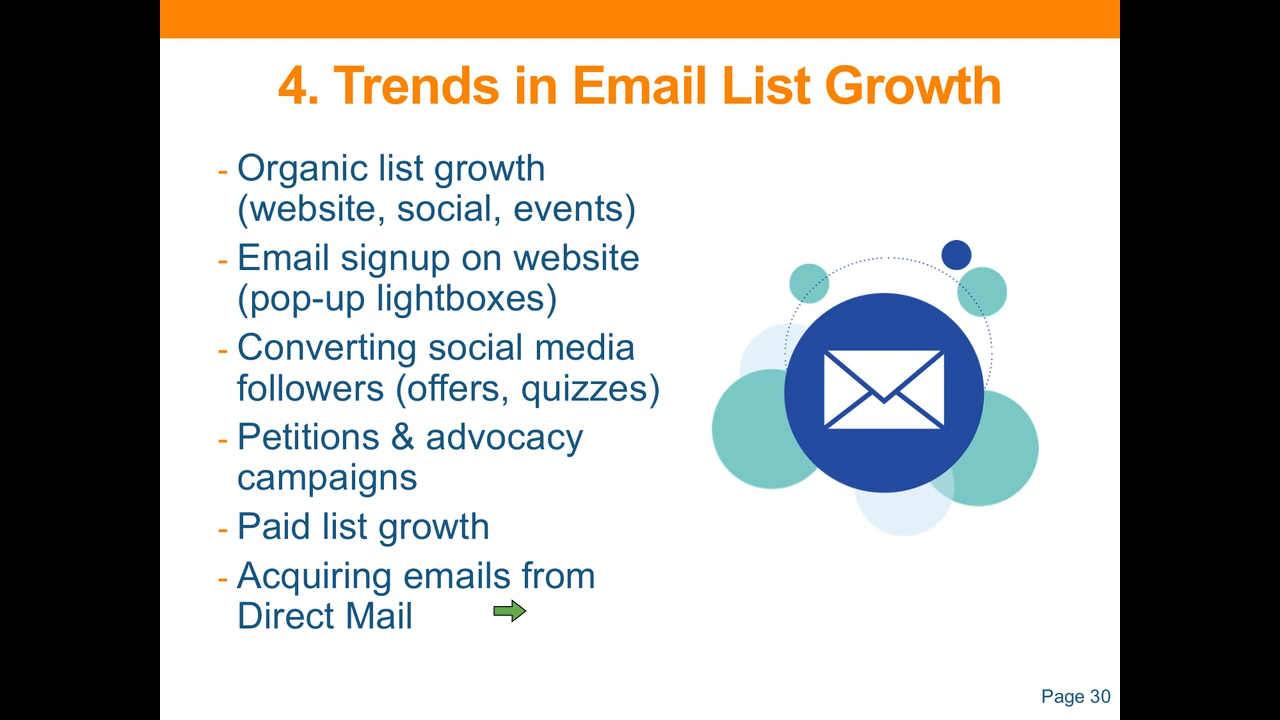 4. Trends in Email List Growth
- Organic list growth
(website, social, events)
- Email signup on website
(pop-up lightboxes)
- Converting social media
followers (offers, quizzes)
- Petitions & advocacy
campaigns
- Paid list growth
- Acquiring emails from
Direct Mail
Page 30